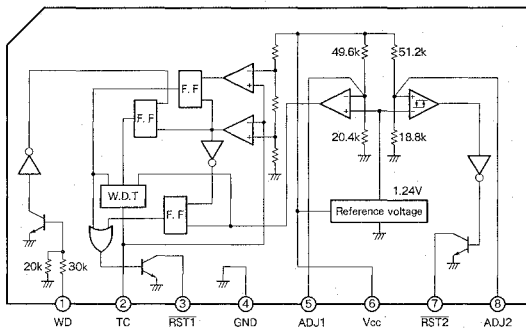 49.6k 51.2k
F.F
F.F
20.4k 18.8k
W.D.T
F.F
1.24V
Reference voltage
20k 30k
1 2 3 4 5 6 7 8
WD TC RST1 GND ADJ1 Vcc RST2 ADJ2